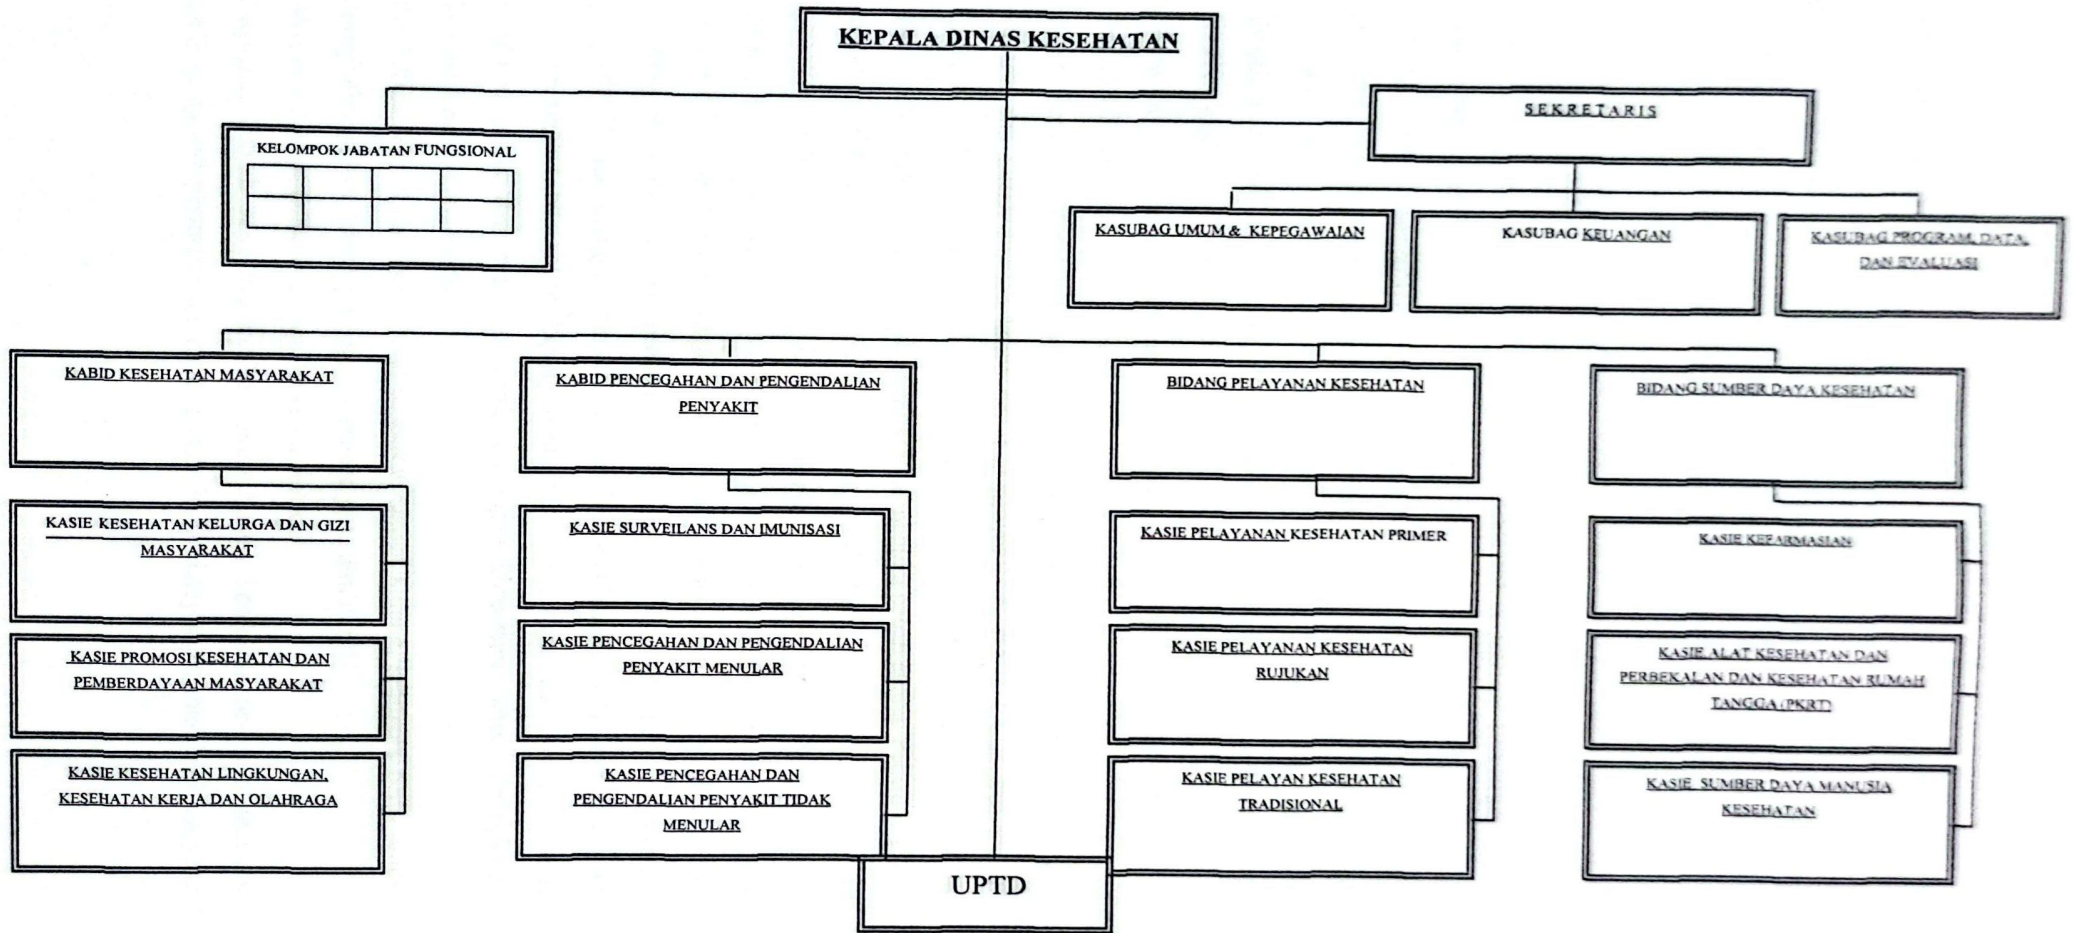 KEPALA DINAS KESEHATAN
SEKRETARIS
KELOMPOK JABATAN FUNGSIONAL
KASUBAG UMUM & KEPEGAWAIAN
KASUBAG KEUANGAN
KASUBAG PROGRAM, DATA,
DAN EVALUASI
KABID KESEHATAN MASYARAKAT
KABID PENCEGAHAN DAN PENGENDALIAN
PENYAKIT
BIDANG PELAYANAN KESEHATAN
BIDANG SUMBER DAYA KESEHATAN
KASIE KESEHATAN KELURGA DAN GIZI
MASYARAKAT
KASIE SURVEILANS DAN IMUNISASI
KASIE PELAYANAN KESEHATAN PRIMER
KASIE KEFARMASIAN
KASIE PROMOSI KESEHATAN DAN
PEMBERDAYAAN MASYARAKAT
KASIE PENCEGAHAN DAN PENGENDALIAN
PENYAKIT MENULAR
KASIE PELAYANAN KESEHATAN
RUJUKAN
KASIE ALAT KESEHATAN DAN
PERBEKALAN DAN KESEHATAN RUMAH
TANGGA (PKRT)
KASIE KESEHATAN LINGKUNGAN,
KESEHATAN KERJA DAN OLAHRAGA
KASIE PENCEGAHAN DAN
PENGENDALIAN PENYAKIT TIDAK
MENULAR
KASIE PELAYAN KESEHATAN
TRADISIONAL
KASIE SUMBER DAYA MANUSIA
KESEHATAN
UPTD